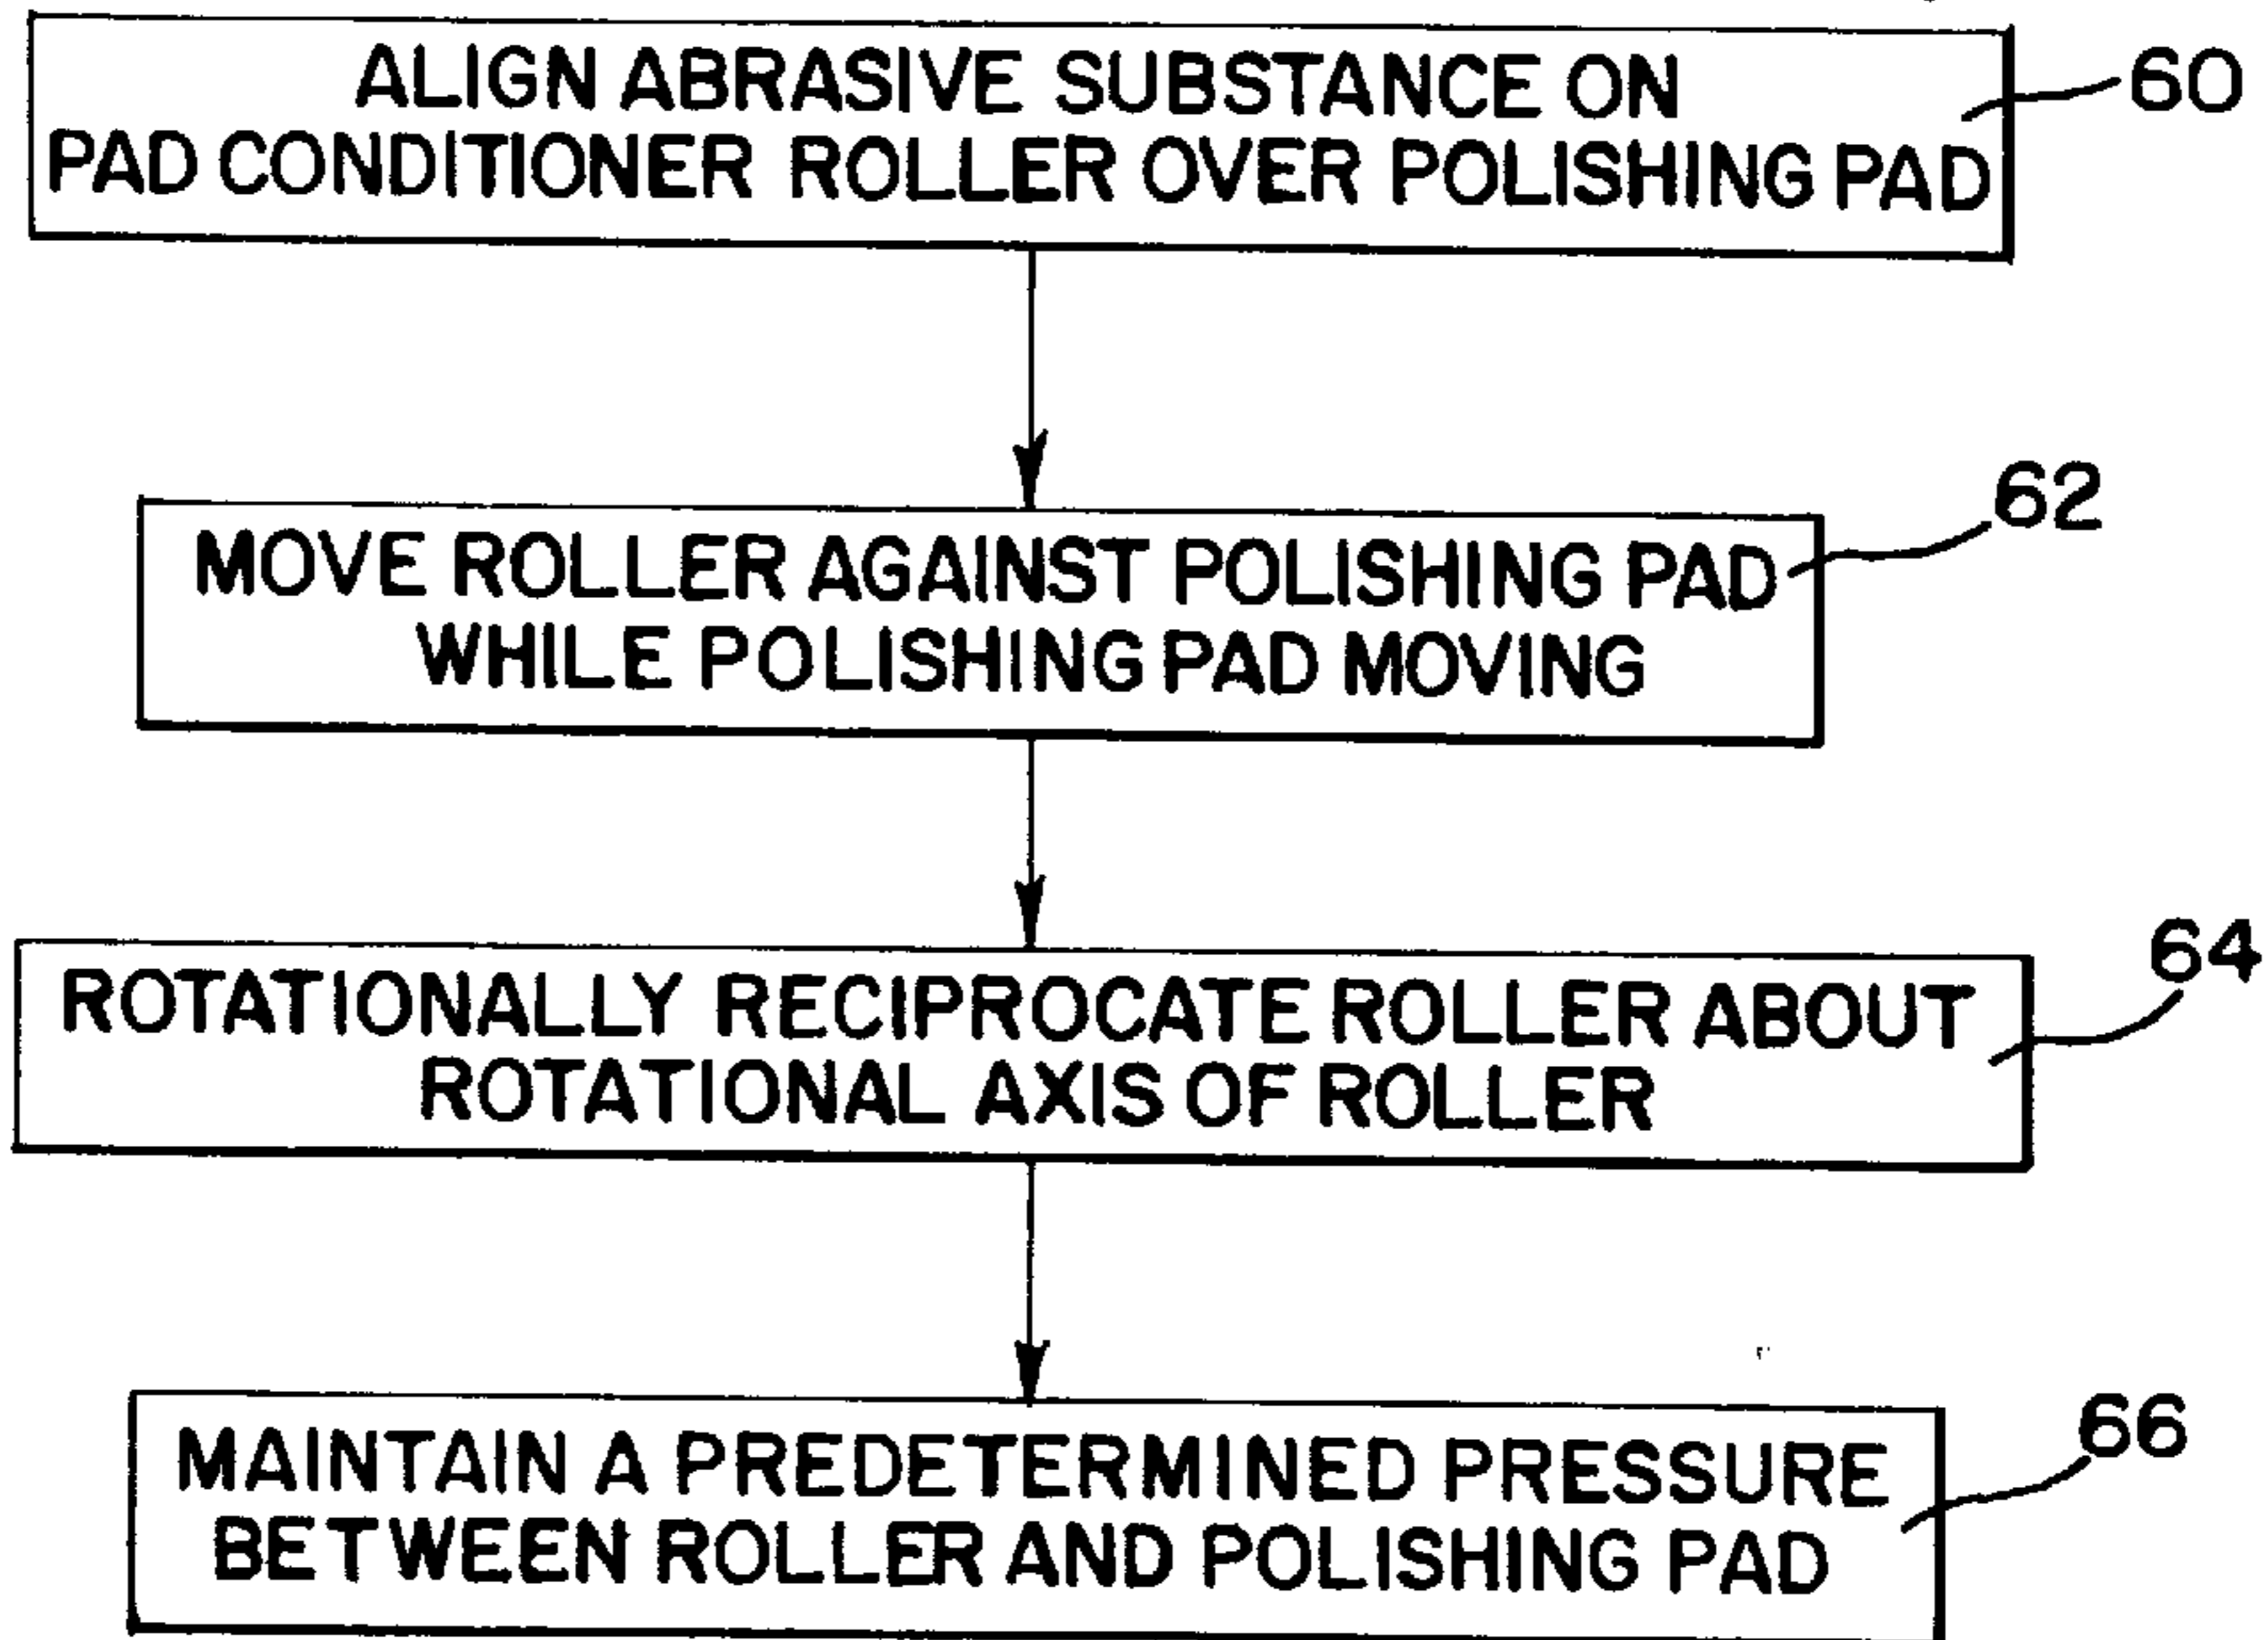 ALIGN ABRASIVE SUBSTANCE ON
PAD CONDITIONER ROLLER OVER POLISHING PAD
60
MOVE ROLLER AGAINST POLISHING PAD
WHILE POLISHING PAD MOVING
62
ROTATIONALLY RECIPROCATE ROLLER ABOUT
ROTATIONAL AXIS OF ROLLER
64
MAINTAIN A PREDETERMINED PRESSURE
BETWEEN ROLLER AND POLISHING PAD
66